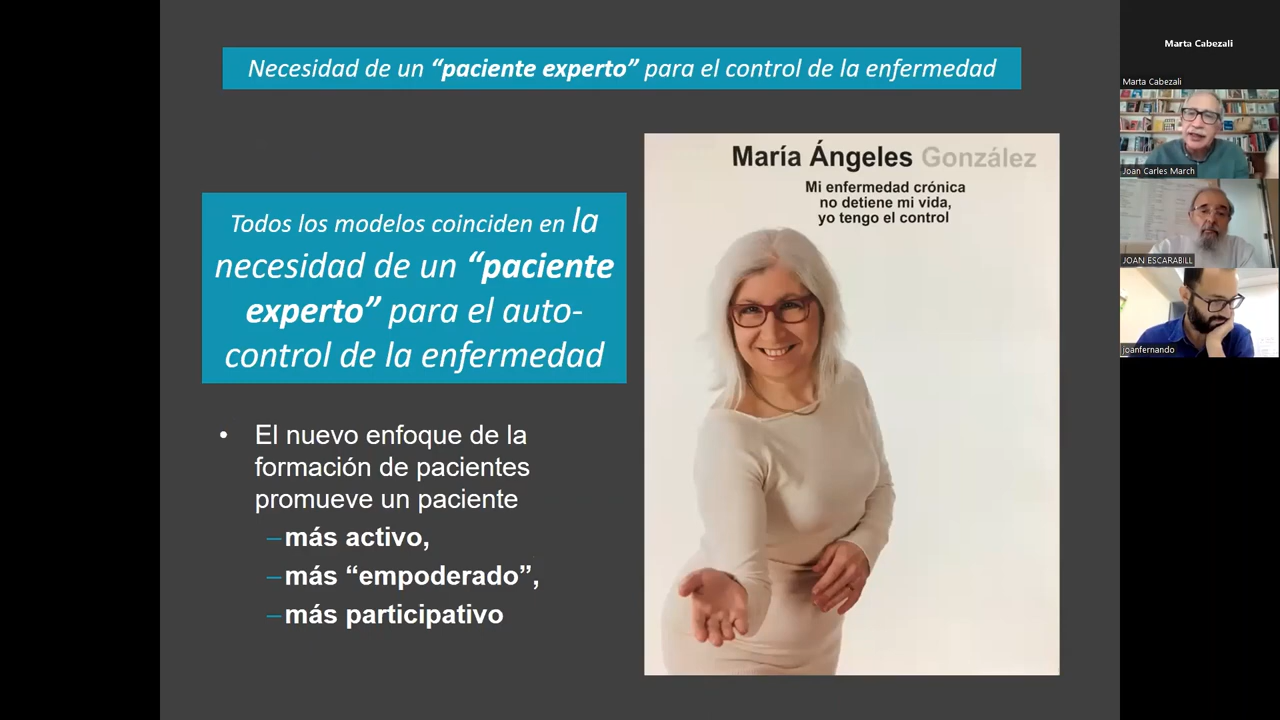 Necesidad de un “paciente experto” para el control de la enfermedad
Todos los modelos coinciden en la
necesidad de un “paciente
experto” para el auto-
control de la enfermedad
• El nuevo enfoque de la
formación de pacientes
promueve un paciente
–más activo,
–más “empoderado”,
–más participativo
María Ángeles González
Mi enfermedad crónica
no detiene mi vida,
yo tengo el control
Marta Cabezali
Marta Cabezali
Joan Carles March
JOAN ESCARABILL
joanfernando